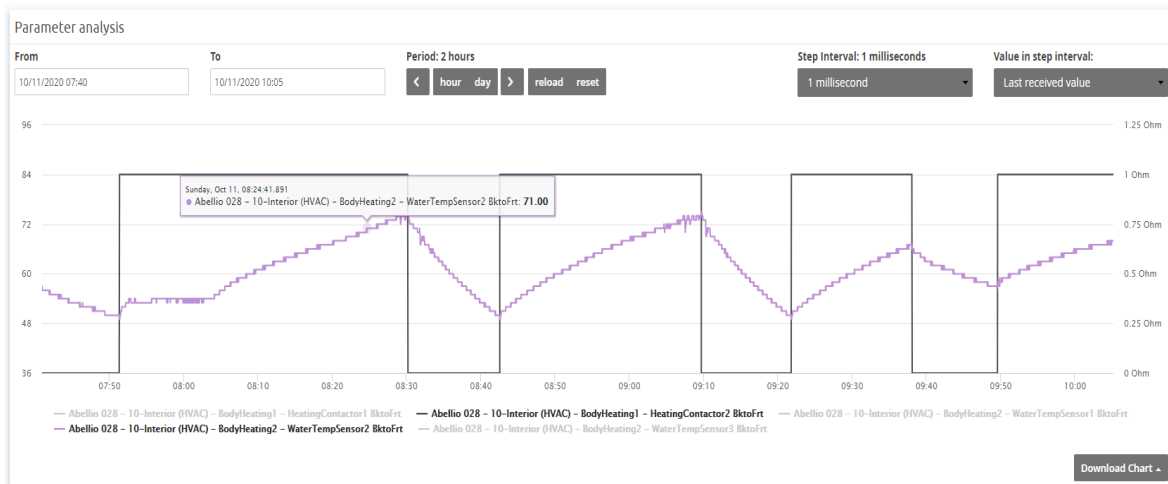 Parameter analysis
From To Period: 2 hours Step Interval: 1 milliseconds Value in step interval:
10/11/2020 07:40 10/11/2020 10:05 hour day reload reset 1 millisecond Last received value
96 1.25 Ohm
84 1 Ohm
Sunday, Oct 11, 08:24:41.891
Abellio 028 - 10-Interior (HVAC) - BodyHeating2 - WaterTempSensor2 BktoFrt: 71.00
72 0.75 Ohm
60 0.5 Ohm
48 0.25 Ohm
36 0 Ohm
07:50 08:00 08:10 08:20 08:30 08:40 08:50 09:00 09:10 09:20 09:30 09:40 09:50 10:00
Abellio 028 - 10-Interior (HVAC) - BodyHeating1 - HeatingContactor1 BktoFrt Abellio 028 - 10-Interior (HVAC) - BodyHeating1 - HeatingContactor2 BktoFrt Abellio 028 - 10-Interior (HVAC) - BodyHeating2 - WaterTempSensor1 BktoFrt
Abellio 028 - 10-Interior (HVAC) - BodyHeating2 - WaterTempSensor2 BktoFrt Abellio 028 - 10-Interior (HVAC) - BodyHeating2 - WaterTempSensor3 BktoFrt
Download Chart